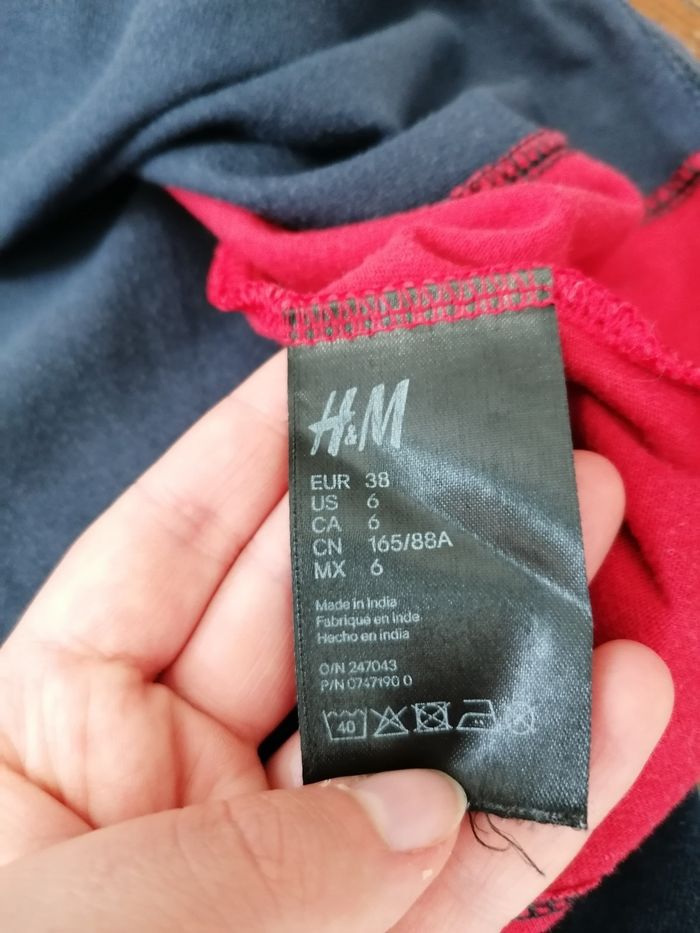 H&M
EUR 38
US 6
CA 6
CN 165/88A
MX 6
Made in India
Fabriqué en Inde
Hecho en india
O/N 247043
P/N 0747190 0
40